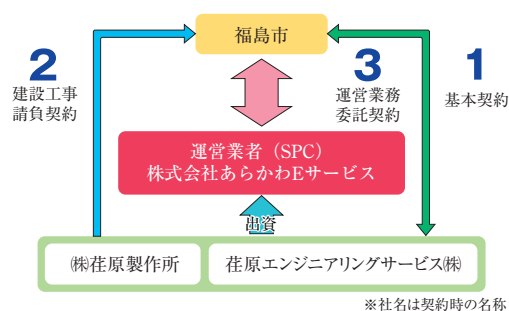 福島市
2
建設工事
請負契約
3
運営業務
委託契約
1
基本契約
運営業者（SPC）
株式会社あらかわEサービス
出資
㈱荏原製作所
荏原エンジニアリングサービス㈱
※社名は契約時の名称